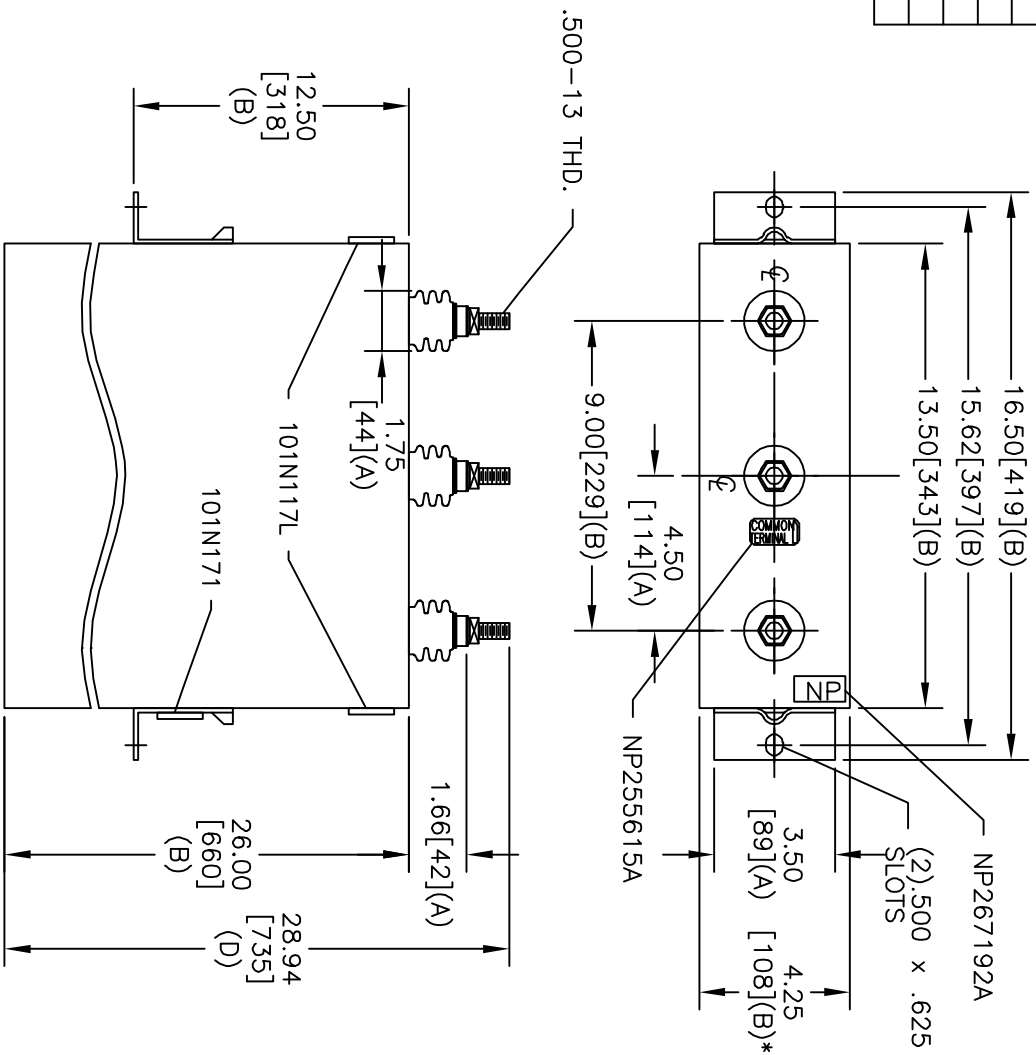 16.50[419](B)
15.62[397](B)
13.50[343](B)
NP267192A
(2).500 x .625
SLOTS
℄
℄
COMMON
TERMINAL
NP
3.50
[89](A)
4.25
[108](B)*
4.50
[114](A)
9.00[229](B)
NP255615A
.500-13 THD.
12.50
[318]
(B)
1.75
[44](A)
101N117L
101N171
1.66[42](A)
26.00
[660]
(B)
28.94
[735]
(D)